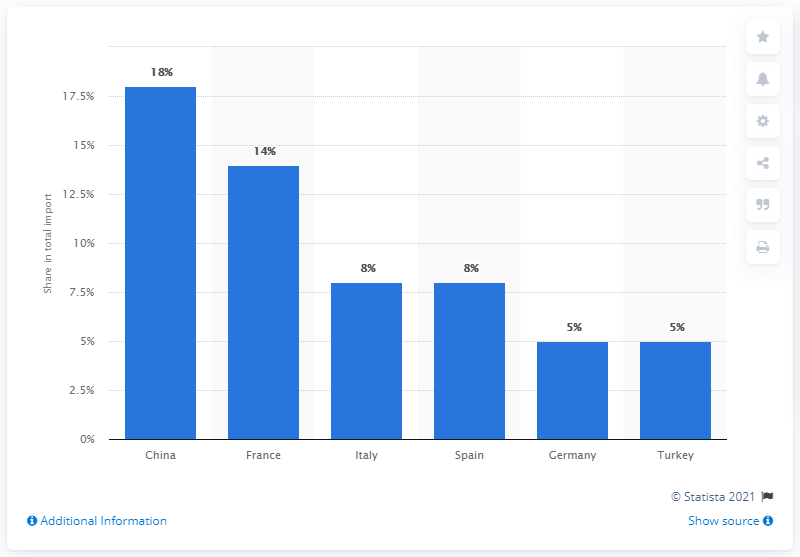 18%
14%
8%
8%
5%
5%
17.5%
15%
12.5%
10%
7.5%
5%
2.5%
0%
Share in total import
China
France
Italy
Spain
Germany
Turkey
© Statista 2021
Additional Information
Show source